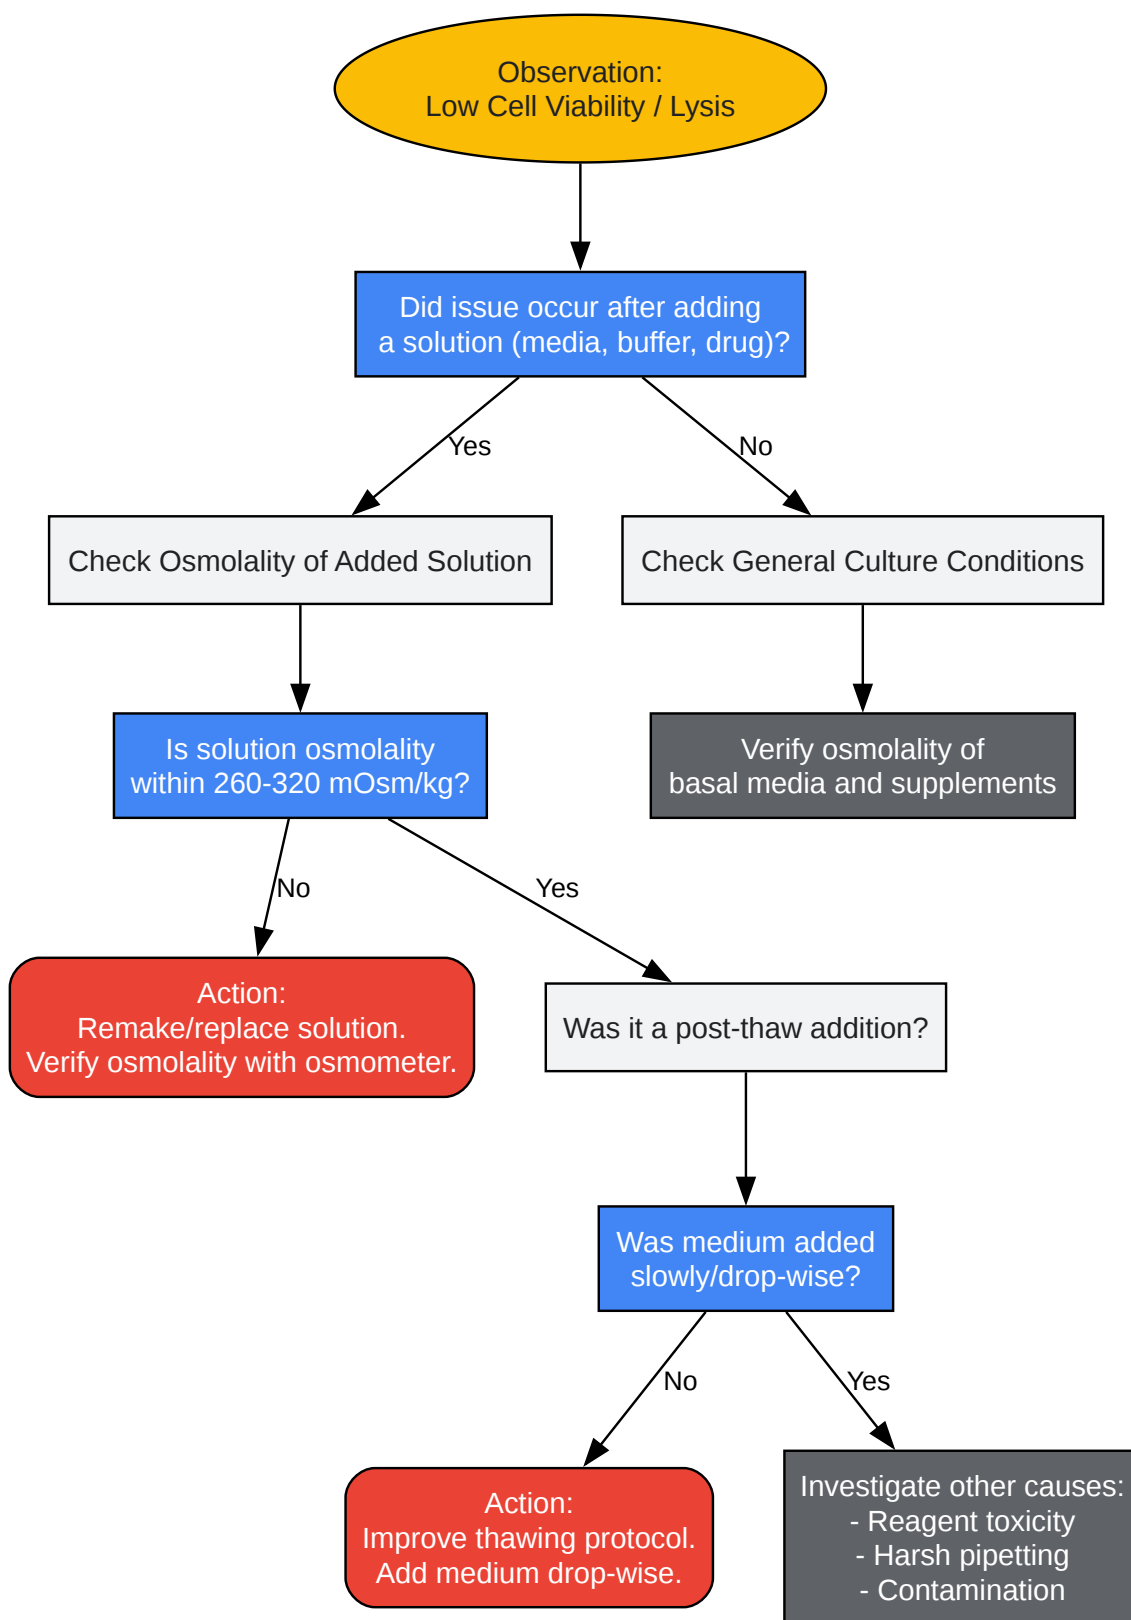 Observation:
Low Cell Viability / Lysis
Did issue occur after adding
a solution (media, buffer, drug)?
Yes
No
Check Osmolality of Added Solution
Check General Culture Conditions
Is solution osmolality
within 260-320 mOsm/kg?
Verify osmolality of
basal media and supplements
No
Yes
Action:
Remake/replace solution.
Verify osmolality with osmometer.
Was it a post-thaw addition?
Was medium added
slowly/drop-wise?
No
Yes
Action:
Improve thawing protocol.
Add medium drop-wise.
Investigate other causes:
- Reagent toxicity
- Harsh pipetting
- Contamination